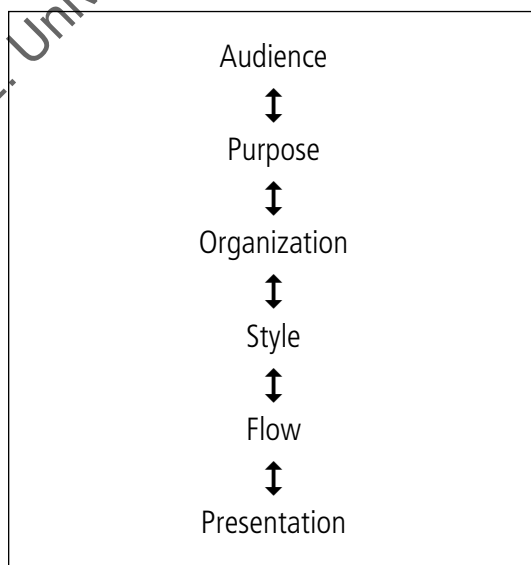 Audience
Purpose
Organization
Style
Flow
Presentation